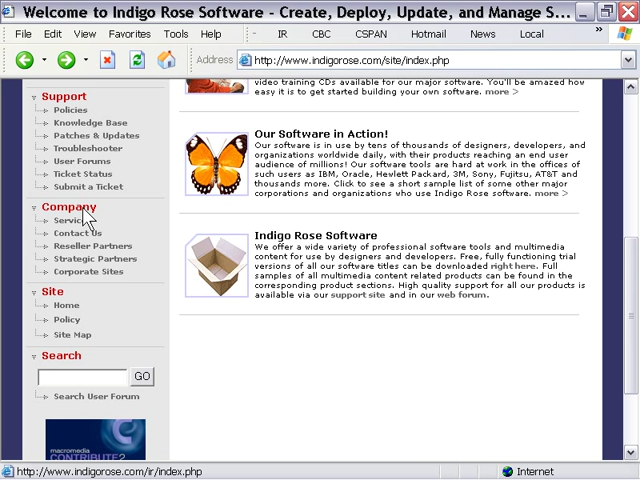 Welcome to Indigo Rose Software - Create, Deploy, Update, and Manage S...
File Edit View Favorites Tools Help - IR CBC CSPAN Hotmail News Local »
Back
Address http://www.indigorose.com/site/index.php
Support
Policies
Knowledge Base
Patches & Updates
Troubleshooter
User Forums
Ticket Status
Submit a Ticket
Company
Contact Us
Reseller Partners
Strategic Partners
Corporate Sites
Site
Home
Policy
Site Map
Search
GO
Search User Forum
macromedia
CONTRIBUTE 2
video training CDs available for our major software. You'll be amazed how
easy it is to get started building your own software. more >
Our Software in Action!
Our software is in use by tens of thousands of designers, developers, and
organizations worldwide daily, with their products reaching an end user
audience of millions! Our software tools are hard at work in the offices of
such users as IBM, Oracle, Hewlett Packard, 3M, Sony, Fujitsu, AT&T and
thousands more. Click to see a short sample list of some other major
corporations and organizations who use Indigo Rose software. more >
Indigo Rose Software
We offer a wide variety of professional software tools and multimedia
content for use by designers and developers. Free, fully functioning trial
versions of all our software titles can be downloaded right here. Full
samples of all multimedia content related products can be found in the
corresponding product sections. High quality support for all our products is
available via our support site and in our web forum.
http://www.indigorose.com/ir/index.php
Internet